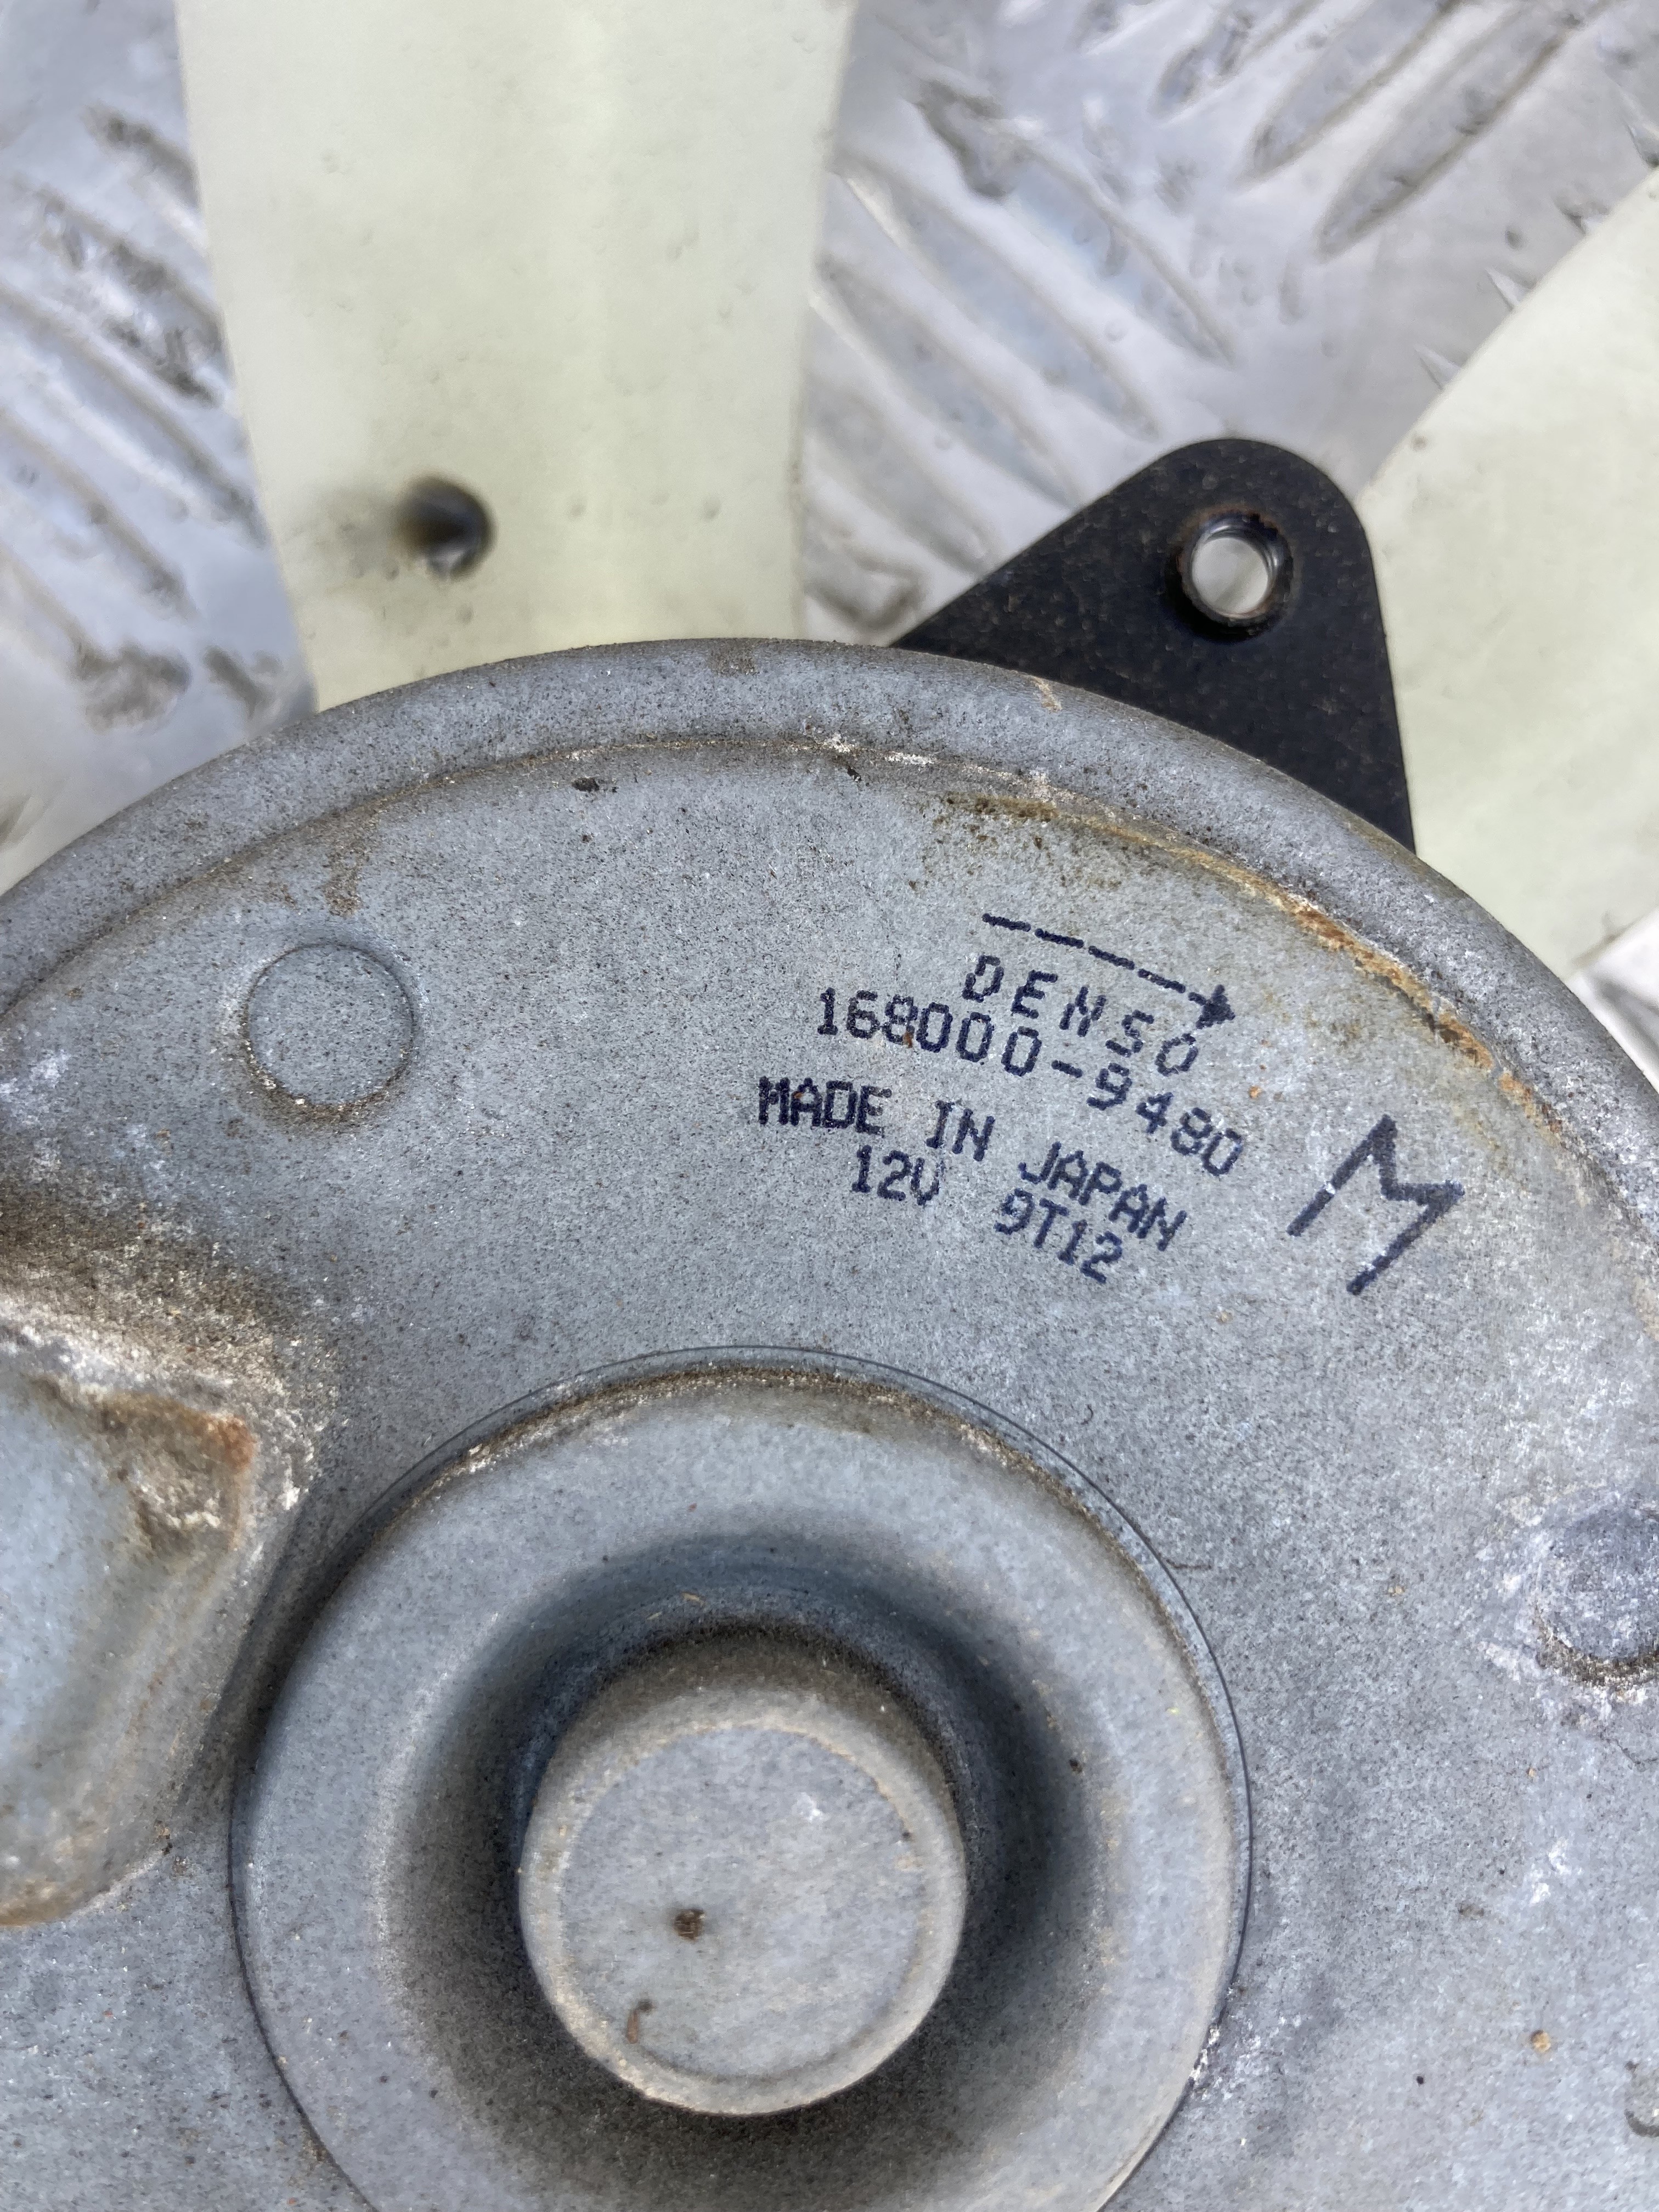 DENSO
168000-9480
MADE IN JAPAN
12V 9T12
M